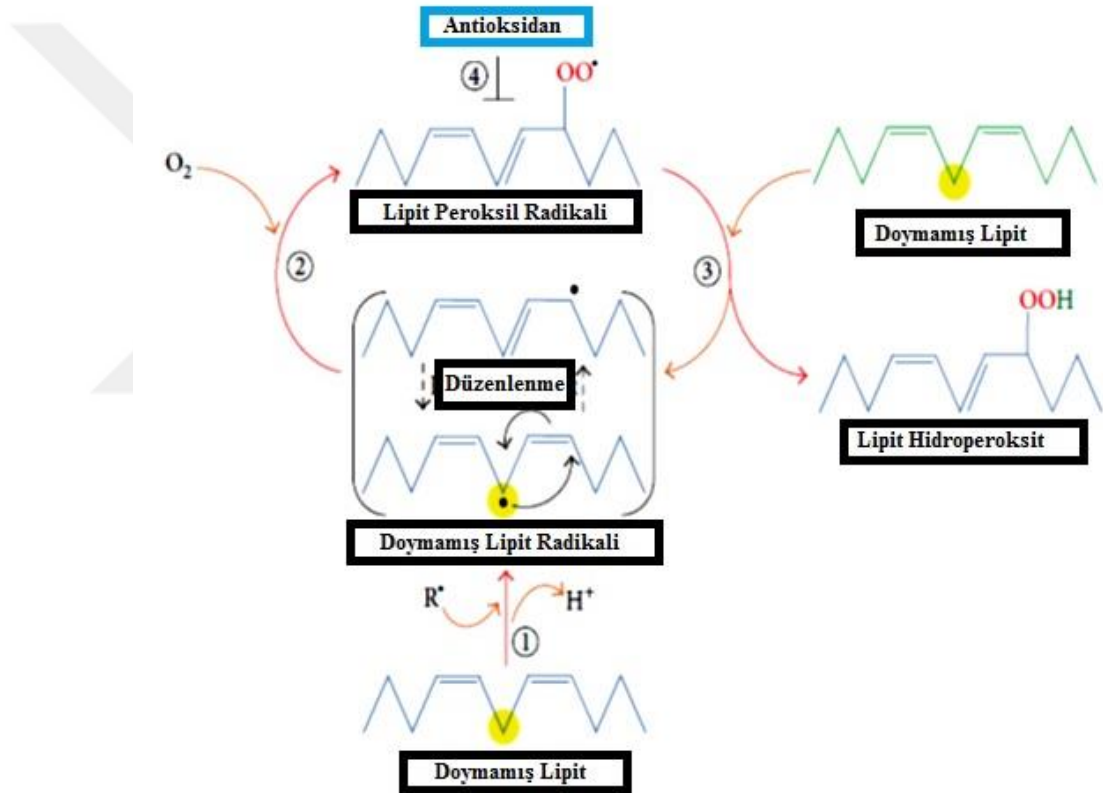 Antioksidan
④
OO•
O₂
Lipit Peroksil Radikali
Doymamış Lipit
②
③
OOH
Düzenlenme
Lipit Hidroperoksit
Doymamış Lipit Radikali
R•
H⁺
①
Doymamış Lipit